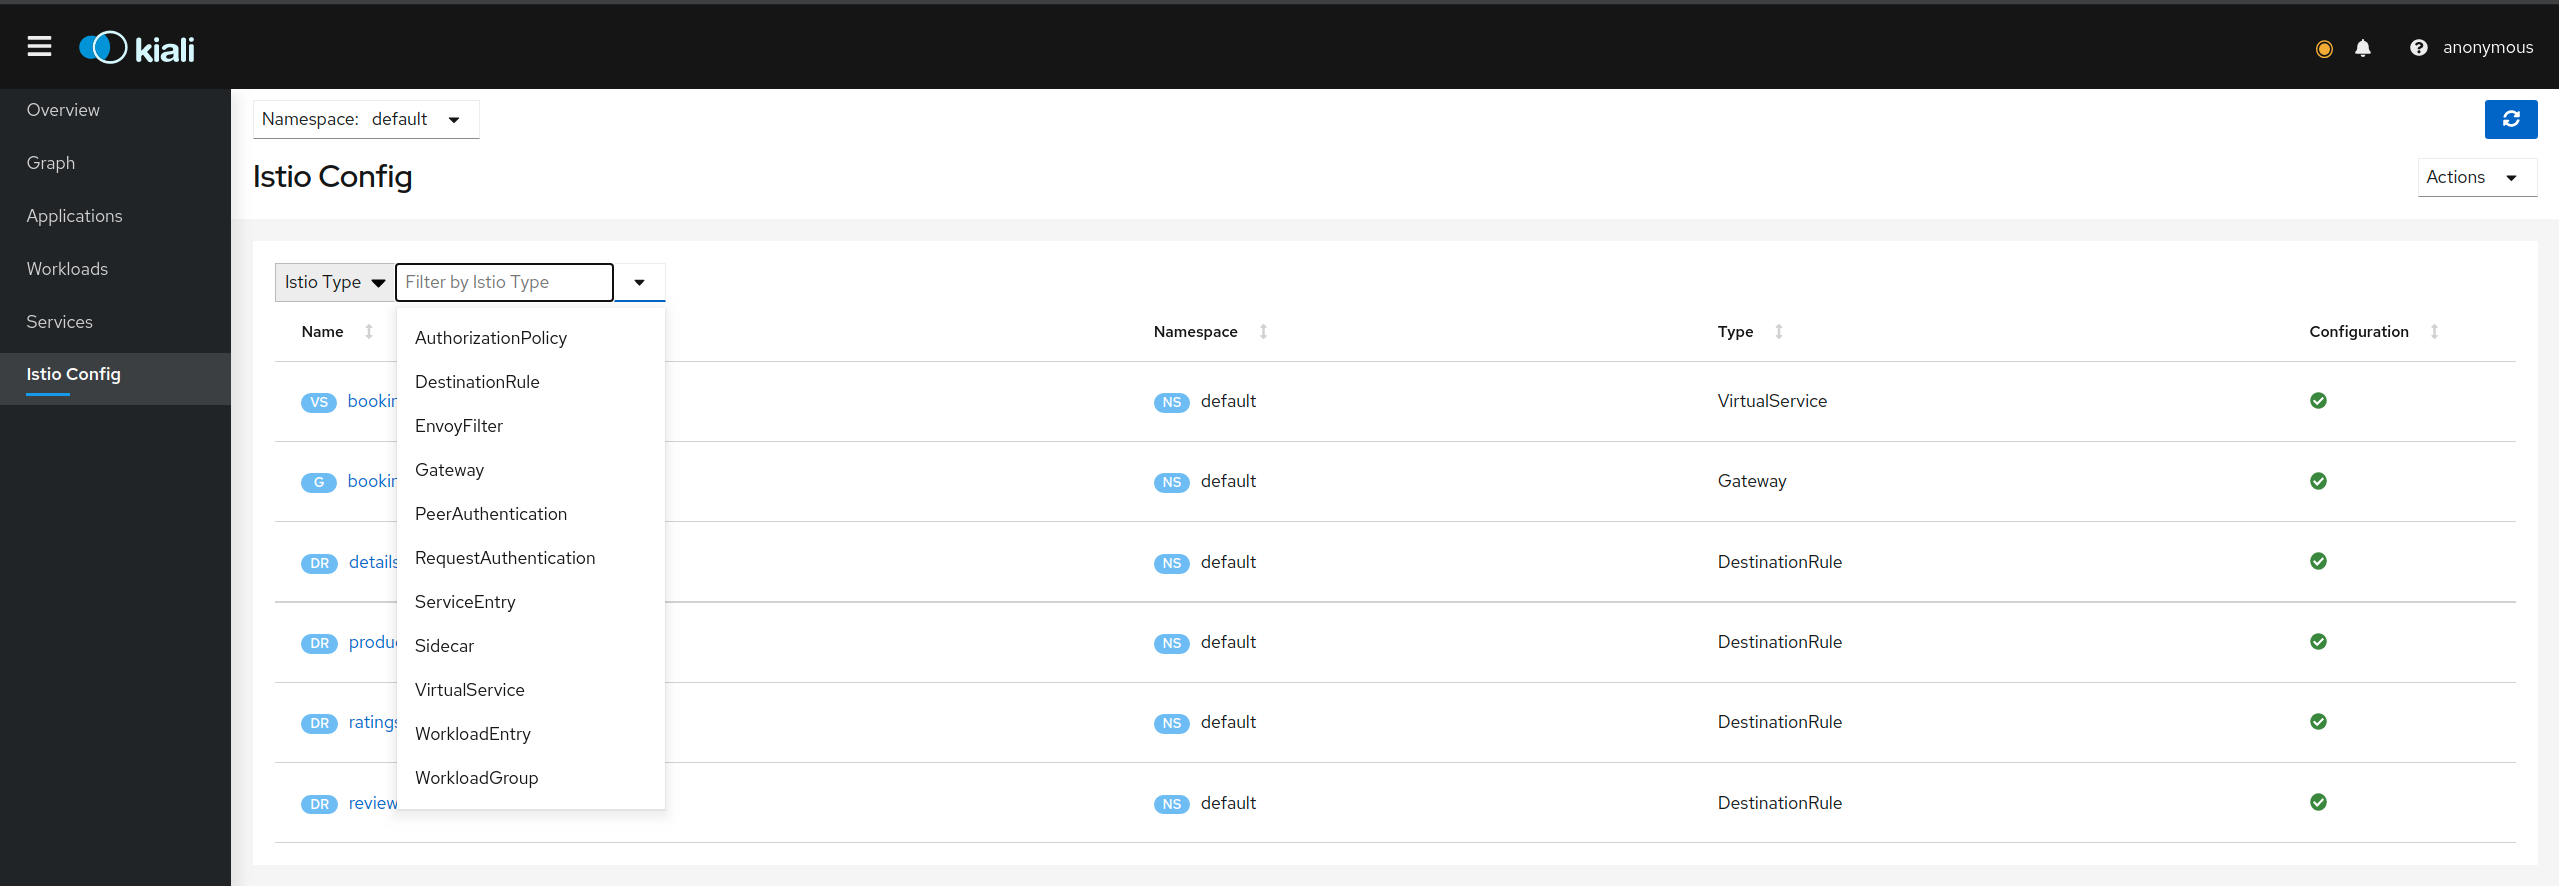 kiali
anonymous
Overview
Graph
Applications
Workloads
Services
Istio Config
Namespace: default
Istio Config
Actions
Istio Type Filter by Istio Type
Name Namespace Type Configuration
AuthorizationPolicy
DestinationRule
EnvoyFilter
Gateway
PeerAuthentication
RequestAuthentication
ServiceEntry
Sidecar
VirtualService
WorkloadEntry
WorkloadGroup
VS bookin NS default VirtualService
G bookin NS default Gateway
DR details NS default DestinationRule
DR produc NS default DestinationRule
DR ratings NS default DestinationRule
DR review NS default DestinationRule